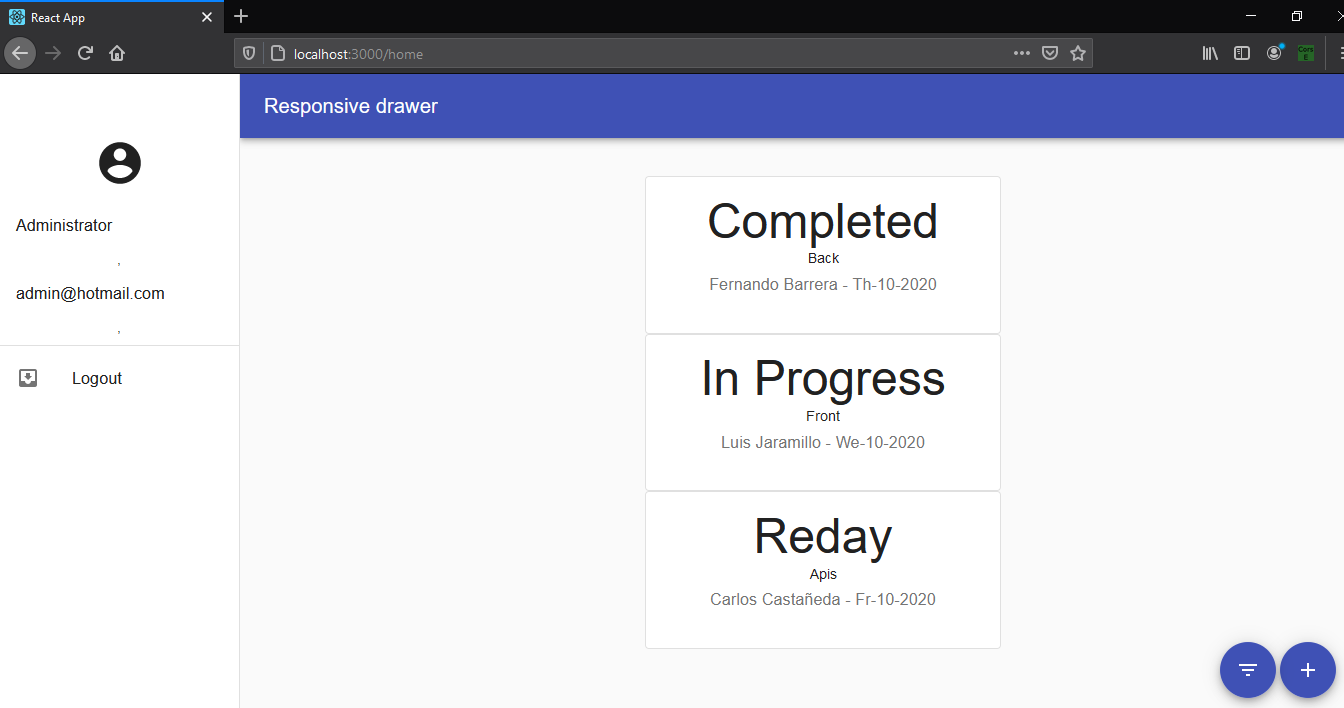 React App
localhost:3000/home
Responsive drawer
Administrator
,
admin@hotmail.com
,
Logout
Completed
Back
Fernando Barrera - Th-10-2020
In Progress
Front
Luis Jaramillo - We-10-2020
Reday
Apis
Carlos Castañeda - Fr-10-2020